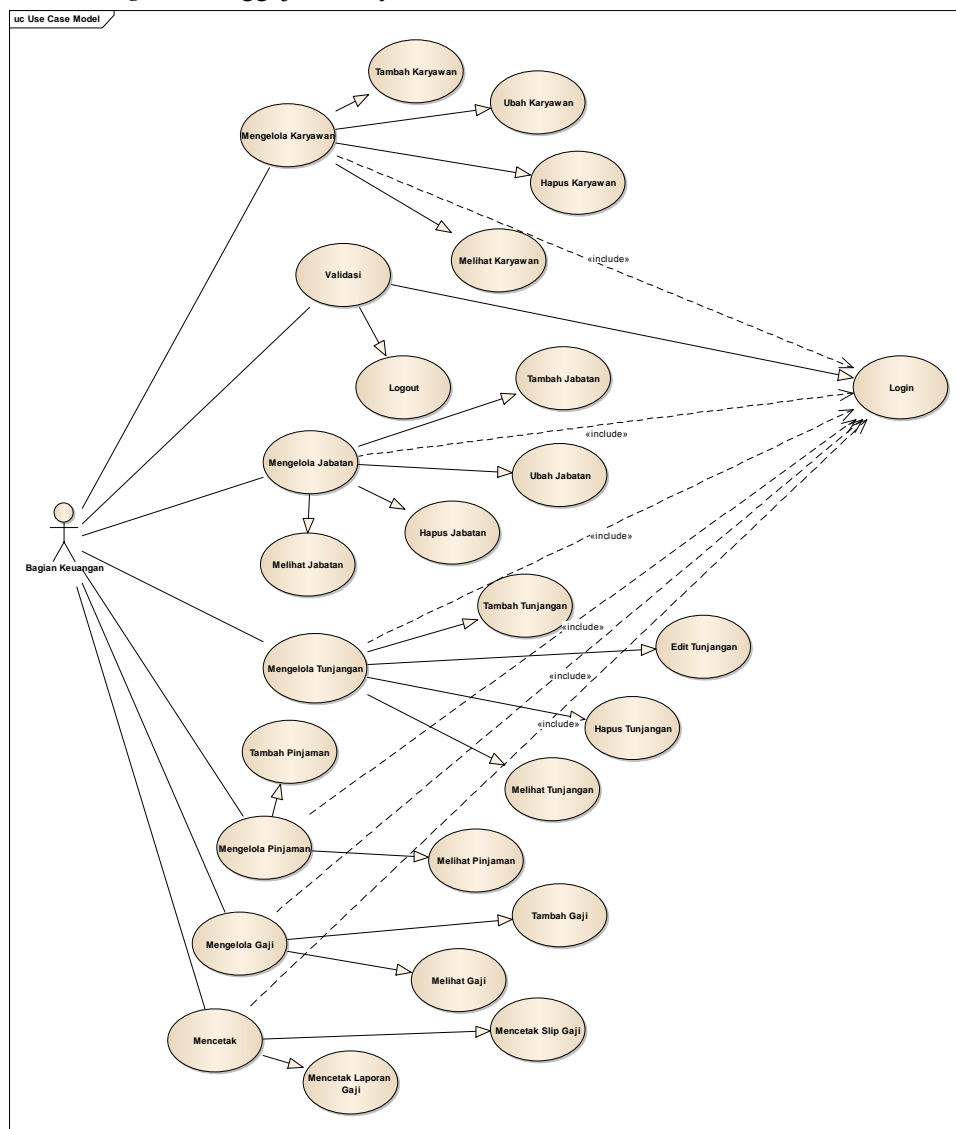 uc Use Case Model
Tambah Karyawan
Ubah Karyawan
Mengelola Karyawan
Hapus Karyawan
Melihat Karyawan
«include»
Validasi
Logout
Tambah Jabatan
Login
«include»
Mengelola Jabatan
Ubah Jabatan
Hapus Jabatan
Melihat Jabatan
Bagian Keuangan
«include»
Tambah Tunjangan
«include»
Edit Tunjangan
Mengelola Tunjangan
«include»
«include»
Hapus Tunjangan
Tambah Pinjaman
Melihat Tunjangan
Mengelola Pinjaman
Melihat Pinjaman
Tambah Gaji
Mengelola Gaji
Melihat Gaji
Mencetak Slip Gaji
Mencetak
Mencetak Laporan
Gaji